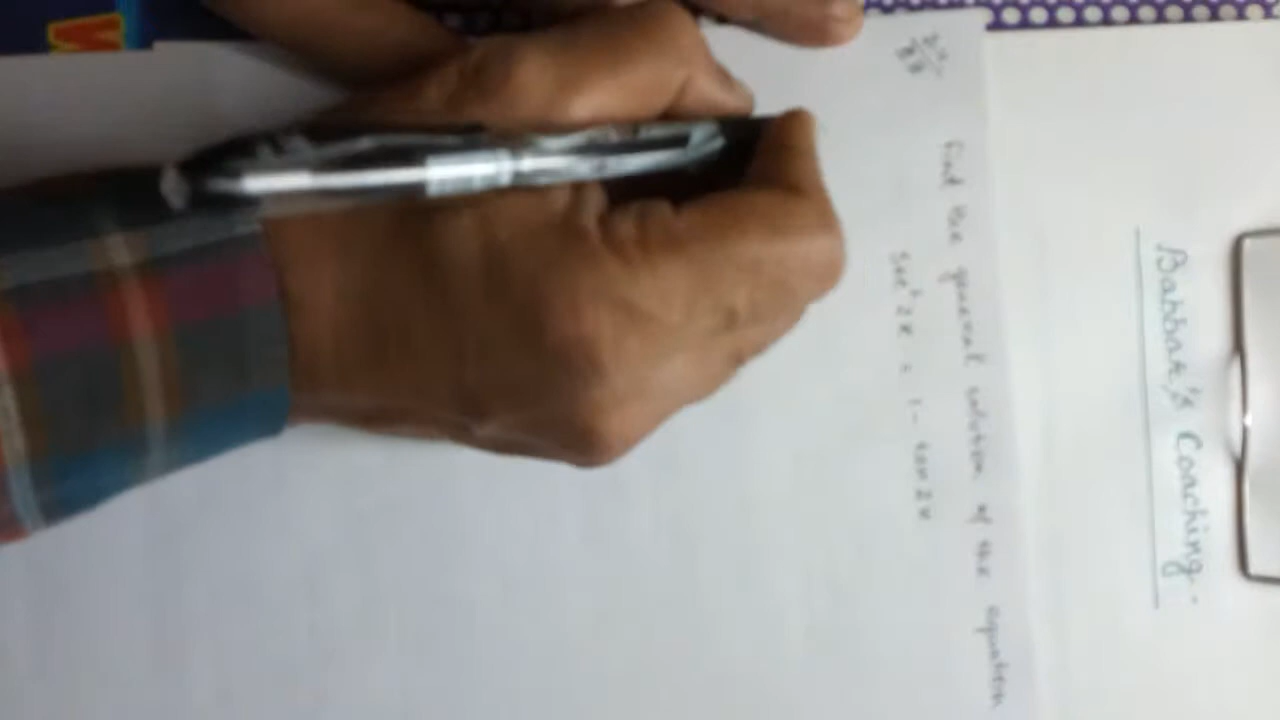 Babbar's Coaching.
find the general solution of the equation
sec²2x = 1 - tan2x